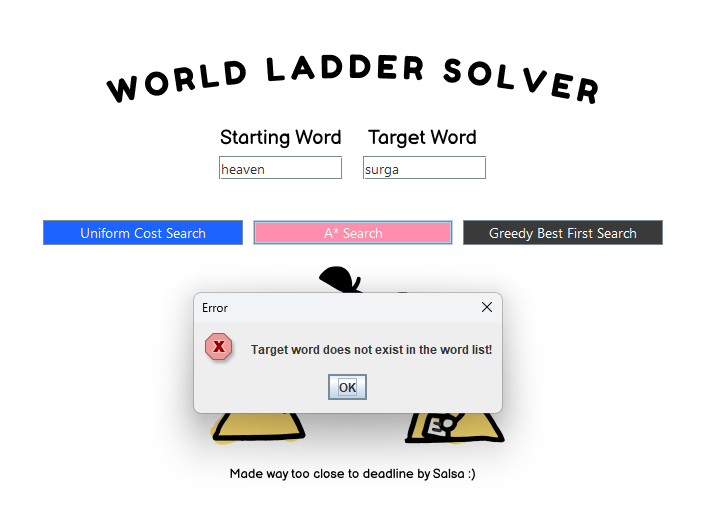 WORLD LADDER SOLVER
Starting Word Target Word
heaven surga
Uniform Cost Search A* Search Greedy Best First Search
Error
Target word does not exist in the word list!
OK
Made way too close to deadline by Salsa :)